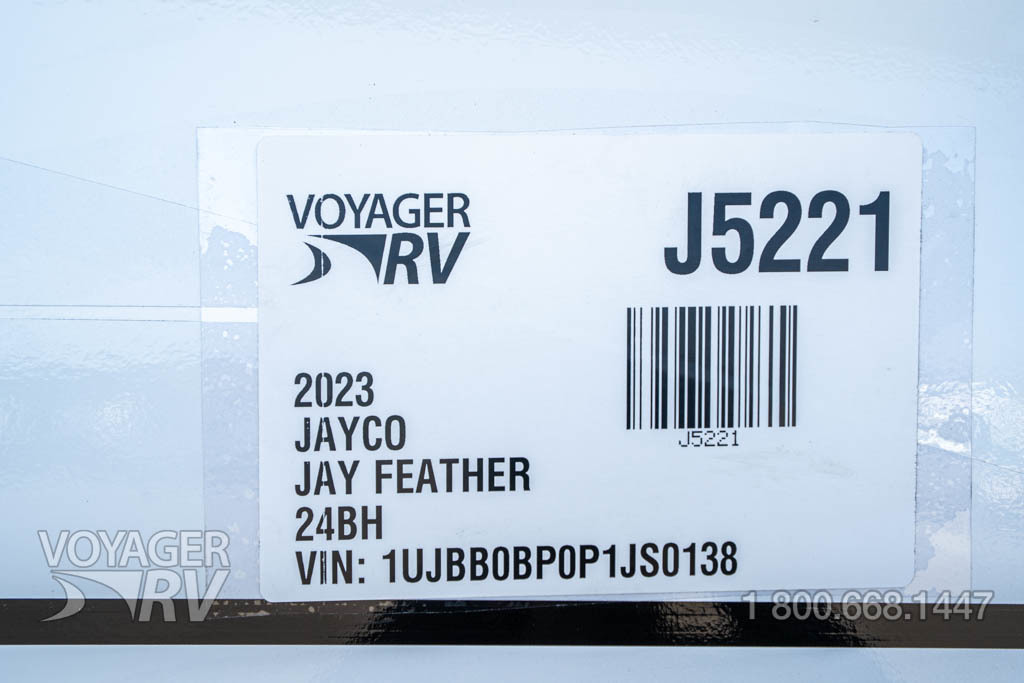 VOYAGER
RV
J5221
J5221
2023
JAYCO
JAY FEATHER
24BH
VIN: 1UJBB0BP0P1JS0138
VOYAGER
RV
1 800.668.1447